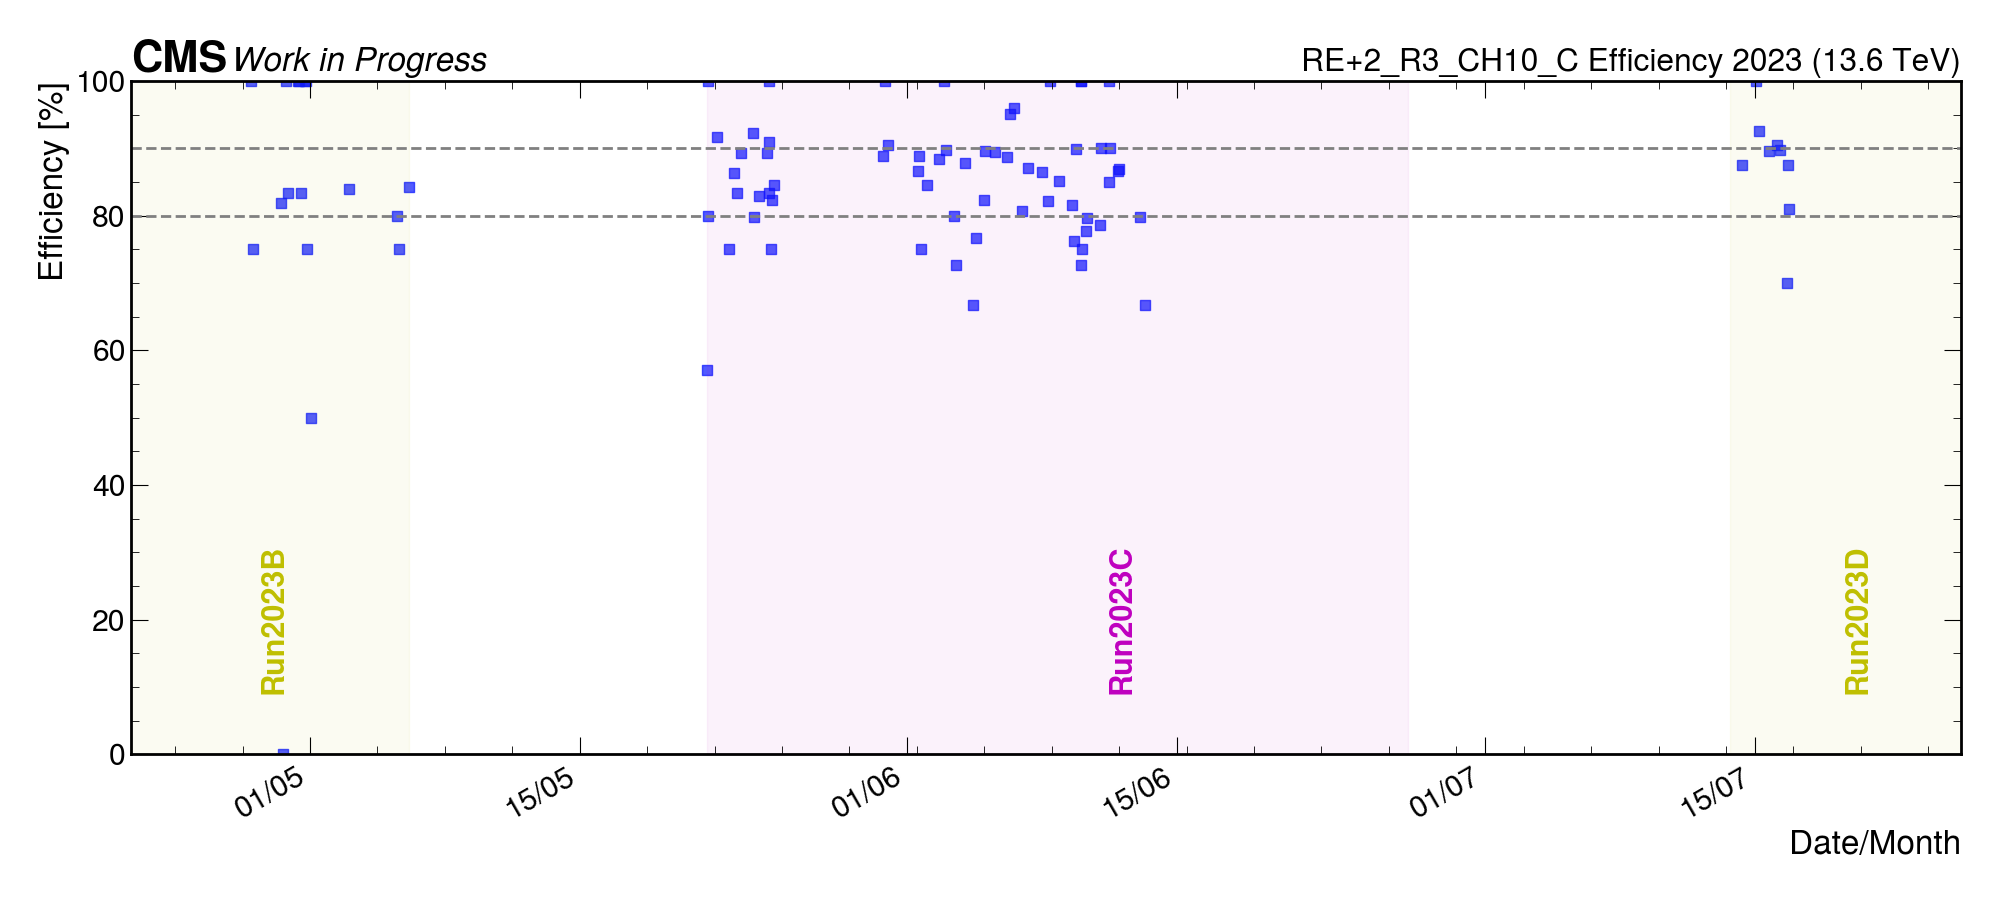 CMS Work in Progress
RE+2_R3_CH10_C Efficiency 2023 (13.6 TeV)
Efficiency [%]
100
80
60
40
20
0
Run2023B
Run2023C
Run2023D
01/05
15/05
01/06
15/06
01/07
15/07
Date/Month